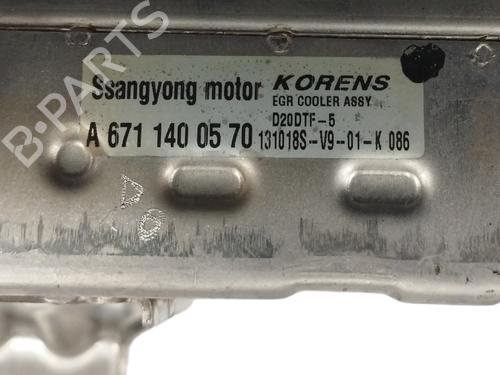 B-PARTS
Ssangyong motor KORENS
EGR COOLER ASSY
D20DTF-5
A 671 140 05 70 131018S-V9-01-K 086